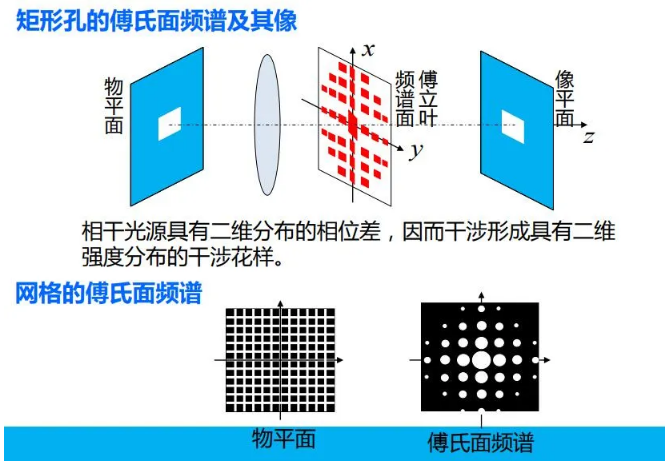 矩形孔的傅氏面频谱及其像
物平面
x
频谱面
傅立叶
y
像平面
z
相干光源具有二维分布的相位差，因而干涉形成具有二维
强度分布的干涉花样。
网格的傅氏面频谱
物平面
傅氏面频谱